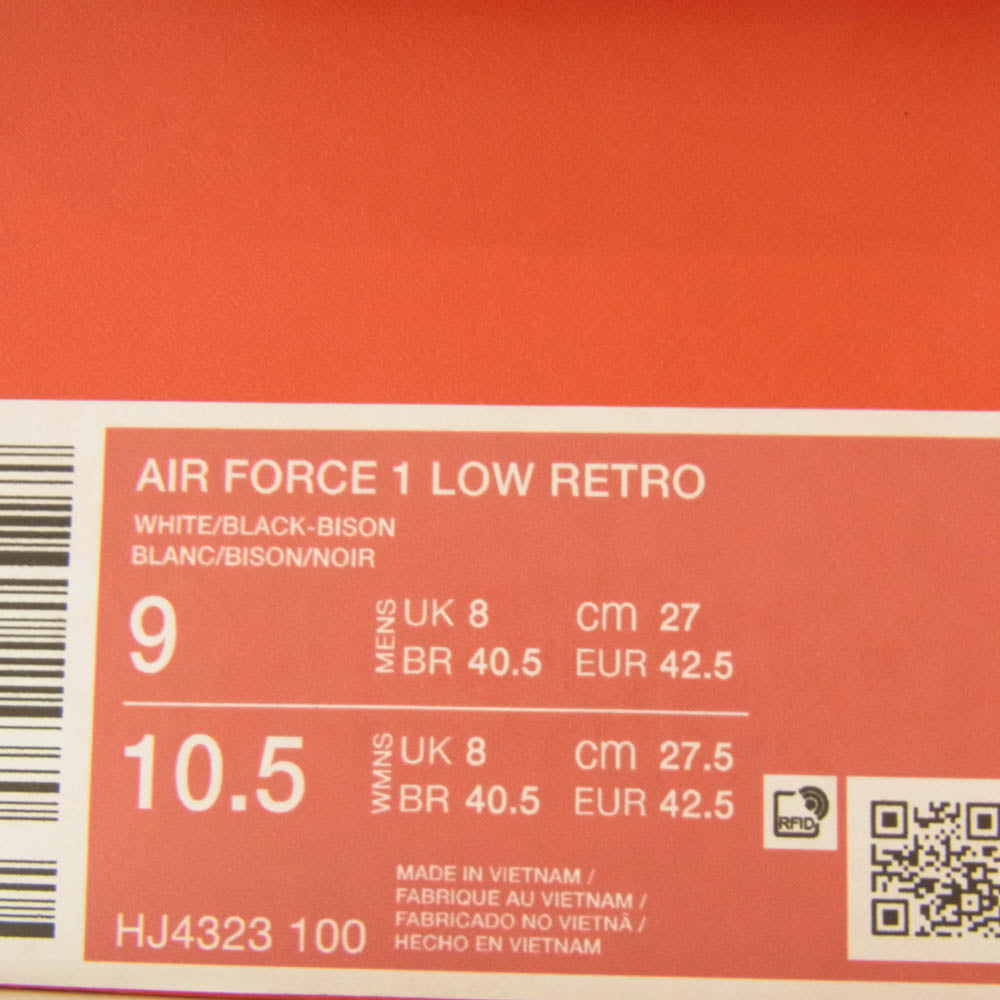 AIR FORCE 1 LOW RETRO
WHITE/BLACK-BISON
BLANC/BISON/NOIR
9
MENS
UK 8 CM 27
BR 40.5 EUR 42.5
10.5
WMNS
UK 8 CM 27.5
BR 40.5 EUR 42.5
RFID
MADE IN VIETNAM /
FABRIQUE AU VIETNAM /
FABRICADO NO VIETNÃ /
HECHO EN VIETNAM
HJ4323 100